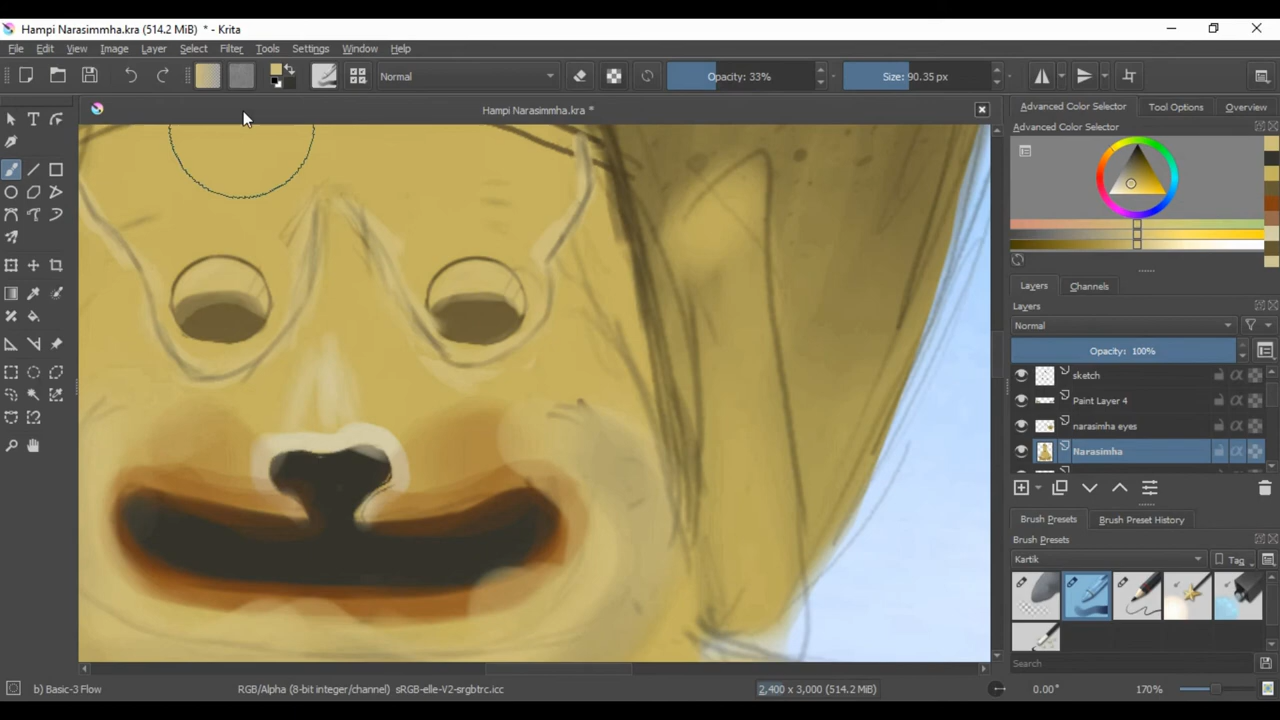 Hampi Narasimmha.kra (514.2 MiB) * - Krita
File Edit View Image Layer Select Filter Tools Settings Window Help
Normal
Opacity: 33%
Size: 90.35 px
Hampi Narasimmha.kra *
Advanced Color Selector Tool Options Overview
Advanced Color Selector
Layers Channels
Layers
Normal
Opacity: 100%
sketch
Paint Layer 4
narasimha eyes
Narasimha
Brush Presets Brush Preset History
Brush Presets
Kartik Tag
Search
b) Basic-3 Flow
RGB/Alpha (8-bit integer/channel) sRGB-elle-V2-srgbtrc.icc
2,400 x 3,000 (514.2 MiB)
0.00°
170%